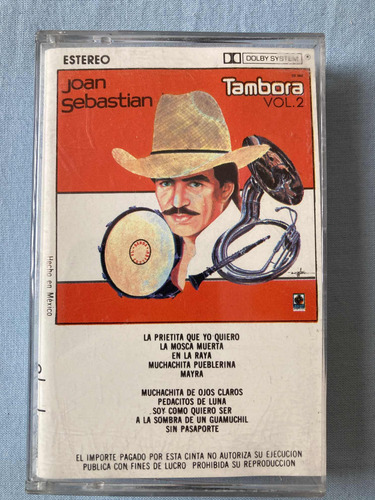 ESTEREO
DOLBY SYSTEM
Joan
Sebastian
Tambora
VOL.2
Hecho en México
LA PRIETITA QUE YO QUIERO
LA MOSCA MUERTA
EN LA RAYA
MUCHACHITA PUEBLERINA
MAYRA
MUCHACHITA DE OJOS CLAROS
PEDACITOS DE LUNA
SOY COMO QUIERO SER
A LA SOMBRA DE UN GUAMUCHIL
SIN PASAPORTE
EL IMPORTE PAGADO POR ESTA CINTA NO AUTORIZA SU EJECUCION
PUBLICA CON FINES DE LUCRO PROHIBIDA SU REPRODUCCION